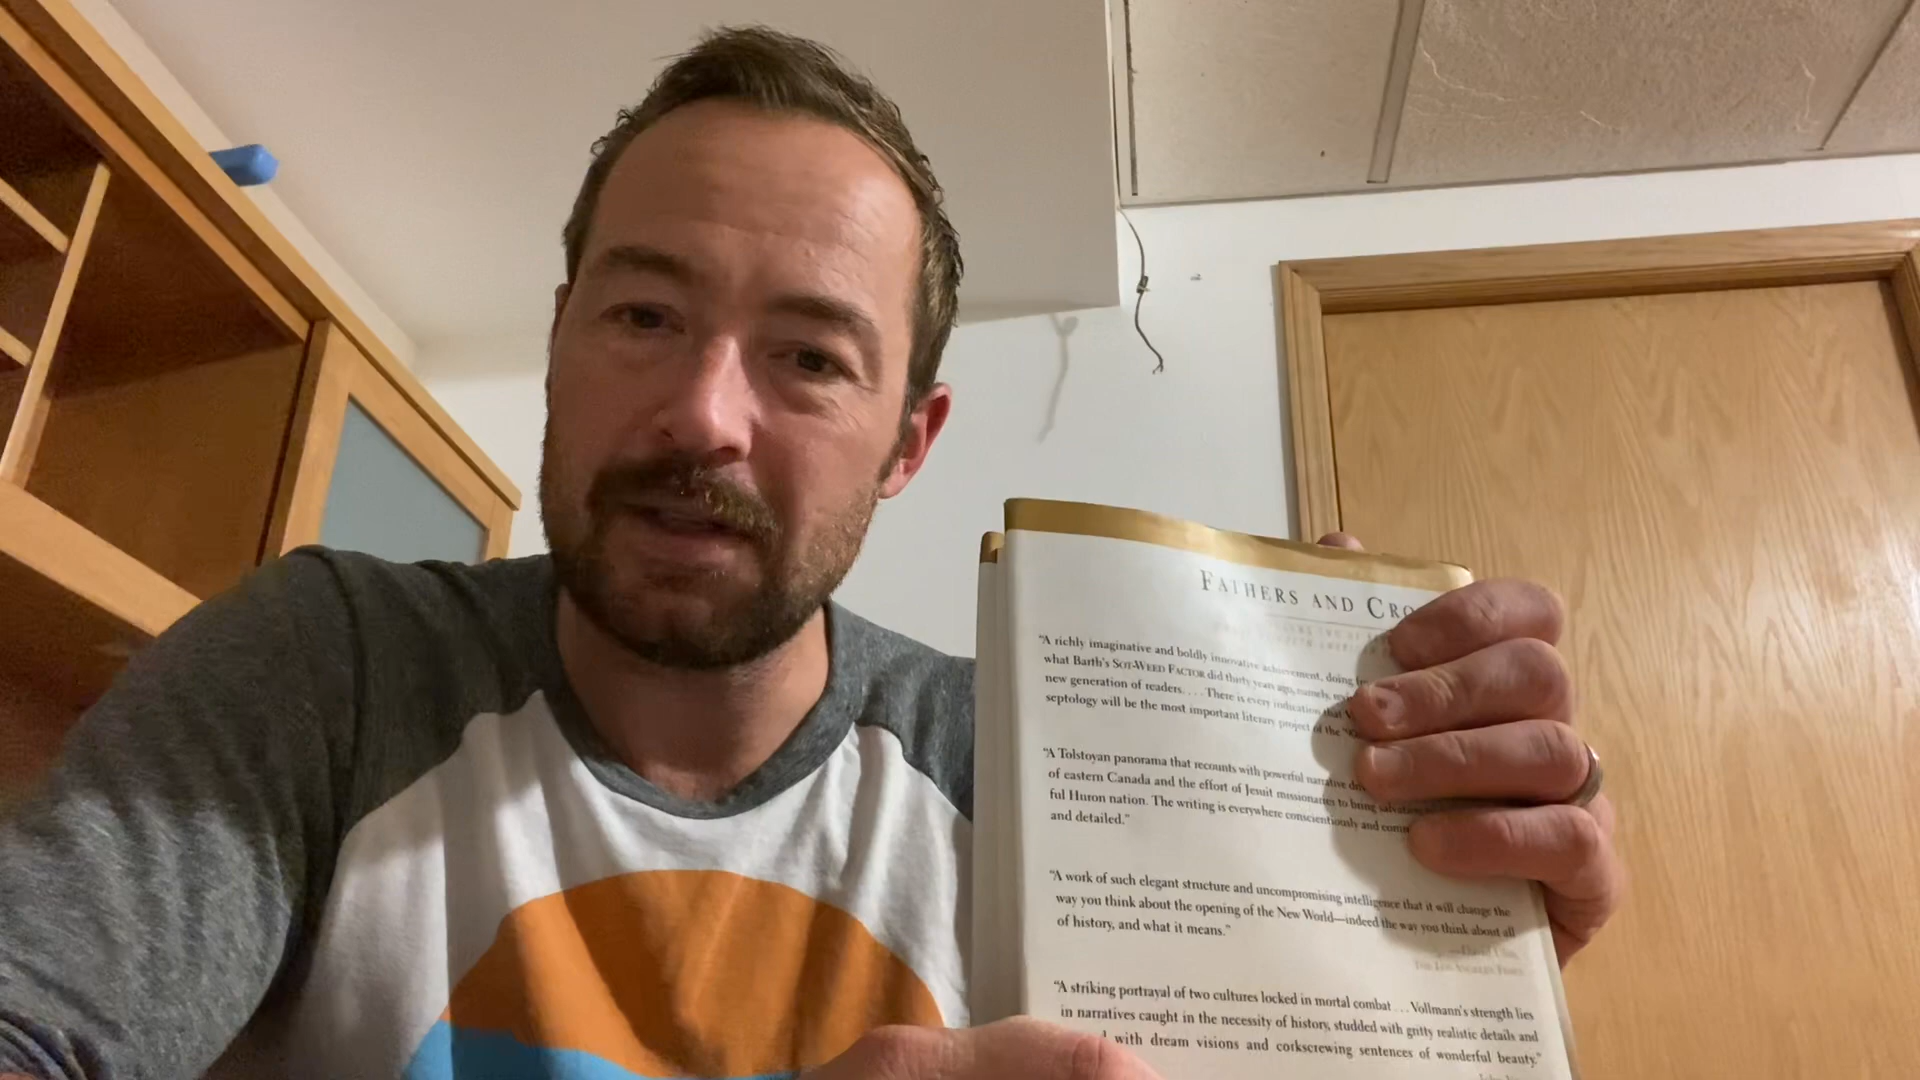 FATHERS AND CRO
"A richly imaginative and boldly innovative achievement, doing
what Barth's SOT-WEED FACTOR did thirty years ago, namely,
new generation of readers. . . . There is every indication that V
septology will be the most important literary project of the
"A Tolstoyan panorama that recounts with powerful narrative
of eastern Canada and the effort of Jesuit missionaries to bring salvation
ful Huron nation. The writing is everywhere conscientiously and
and detailed."
"A work of such elegant structure and uncompromising intelligence that it will change the
way you think about the opening of the New World—indeed the way you think about all
of history, and what it means."
THE LOS ANGELES TIMES
"A striking portrayal of two cultures locked in mortal combat . . . Vollmann's strength lies
in narratives caught in the necessity of history, studded with gritty realistic details and
with dream visions and corkscrewing sentences of wonderful beauty."